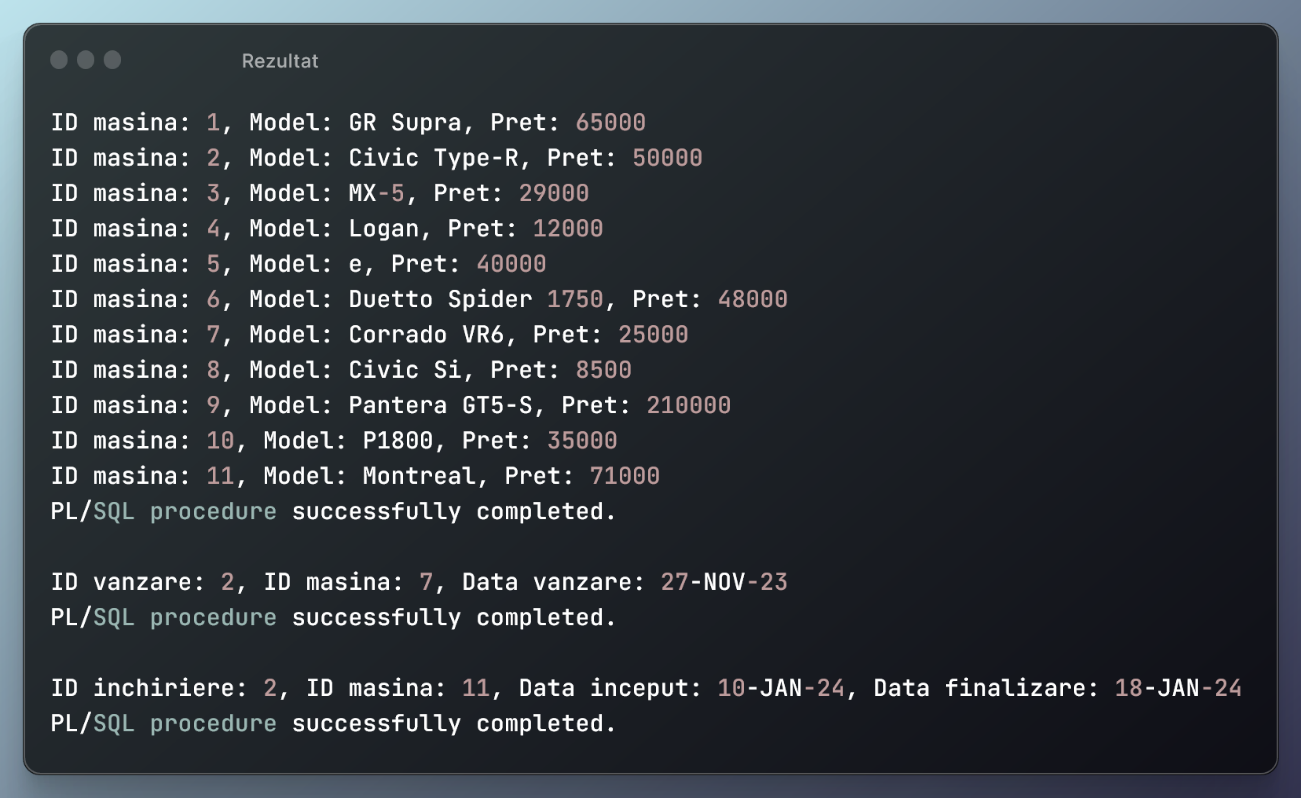 Rezultat
ID masina: 1, Model: GR Supra, Pret: 65000
ID masina: 2, Model: Civic Type-R, Pret: 50000
ID masina: 3, Model: MX-5, Pret: 29000
ID masina: 4, Model: Logan, Pret: 12000
ID masina: 5, Model: e, Pret: 40000
ID masina: 6, Model: Duetto Spider 1750, Pret: 48000
ID masina: 7, Model: Corrado VR6, Pret: 25000
ID masina: 8, Model: Civic Si, Pret: 8500
ID masina: 9, Model: Pantera GT5-S, Pret: 210000
ID masina: 10, Model: P1800, Pret: 35000
ID masina: 11, Model: Montreal, Pret: 71000
PL/SQL procedure successfully completed.
ID vanzare: 2, ID masina: 7, Data vanzare: 27-NOV-23
PL/SQL procedure successfully completed.
ID inchiriere: 2, ID masina: 11, Data inceput: 10-JAN-24, Data finalizare: 18-JAN-24
PL/SQL procedure successfully completed.